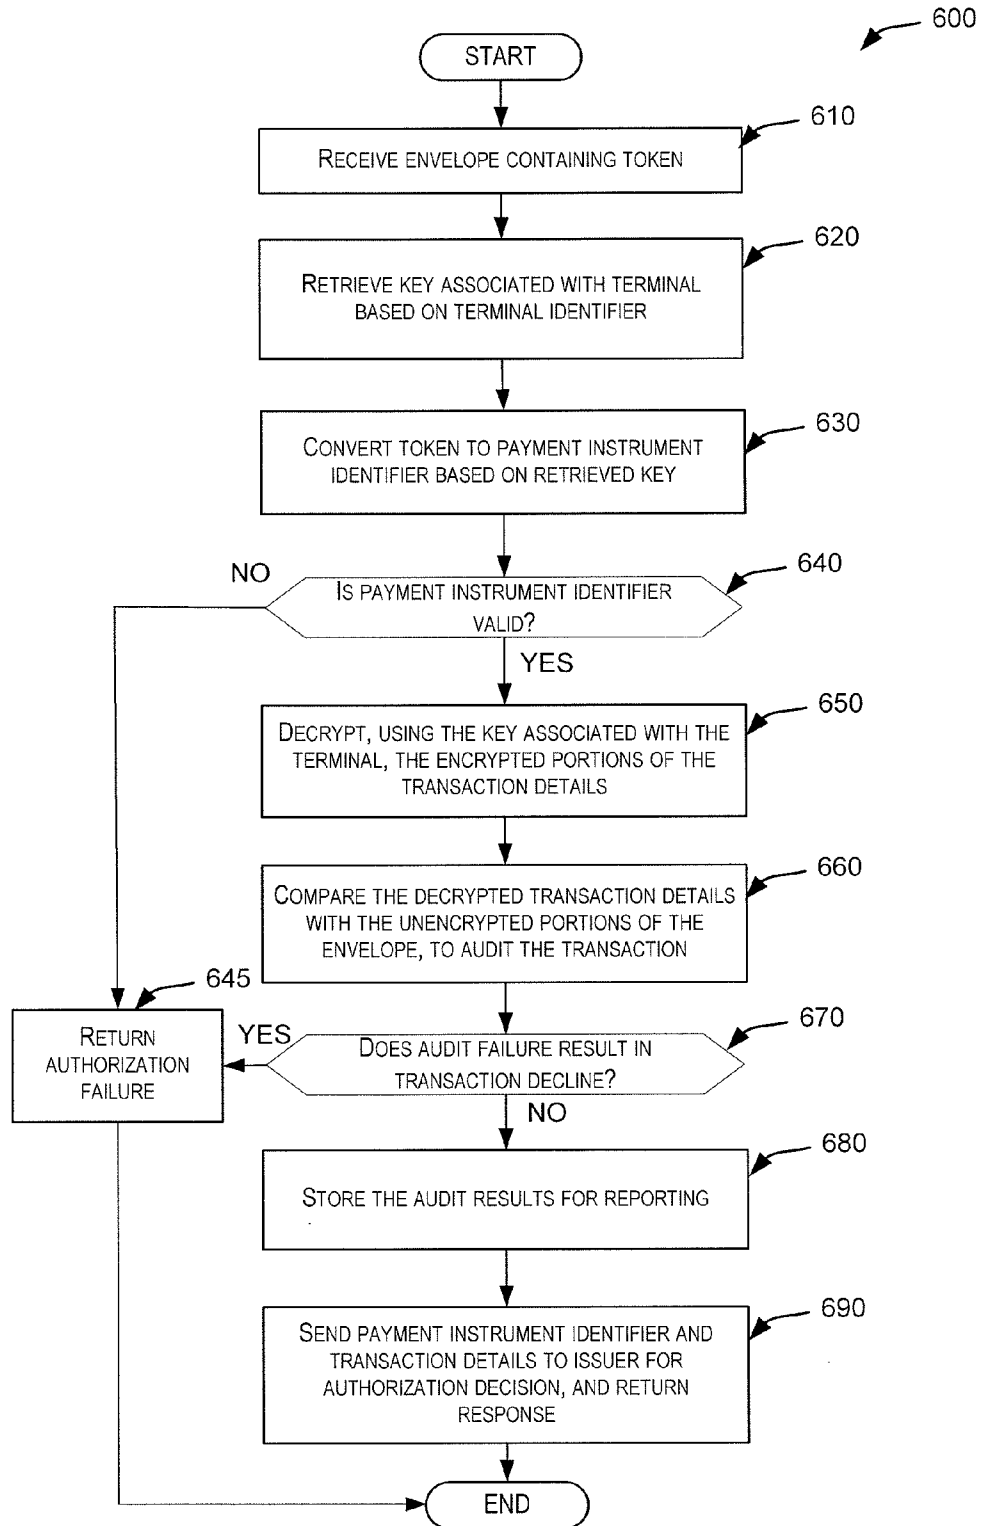 600
START
610
RECEIVE ENVELOPE CONTAINING TOKEN
620
RETRIEVE KEY ASSOCIATED WITH TERMINAL
BASED ON TERMINAL IDENTIFIER
630
CONVERT TOKEN TO PAYMENT INSTRUMENT
IDENTIFIER BASED ON RETRIEVED KEY
640
NO
IS PAYMENT INSTRUMENT IDENTIFIER
VALID?
YES
650
DECRYPT, USING THE KEY ASSOCIATED WITH THE
TERMINAL, THE ENCRYPTED PORTIONS OF THE
TRANSACTION DETAILS
660
COMPARE THE DECRYPTED TRANSACTION DETAILS
WITH THE UNENCRYPTED PORTIONS OF THE
ENVELOPE, TO AUDIT THE TRANSACTION
645
RETURN
AUTHORIZATION
FAILURE
YES
670
DOES AUDIT FAILURE RESULT IN
TRANSACTION DECLINE?
NO
680
STORE THE AUDIT RESULTS FOR REPORTING
690
SEND PAYMENT INSTRUMENT IDENTIFIER AND
TRANSACTION DETAILS TO ISSUER FOR
AUTHORIZATION DECISION, AND RETURN
RESPONSE
END